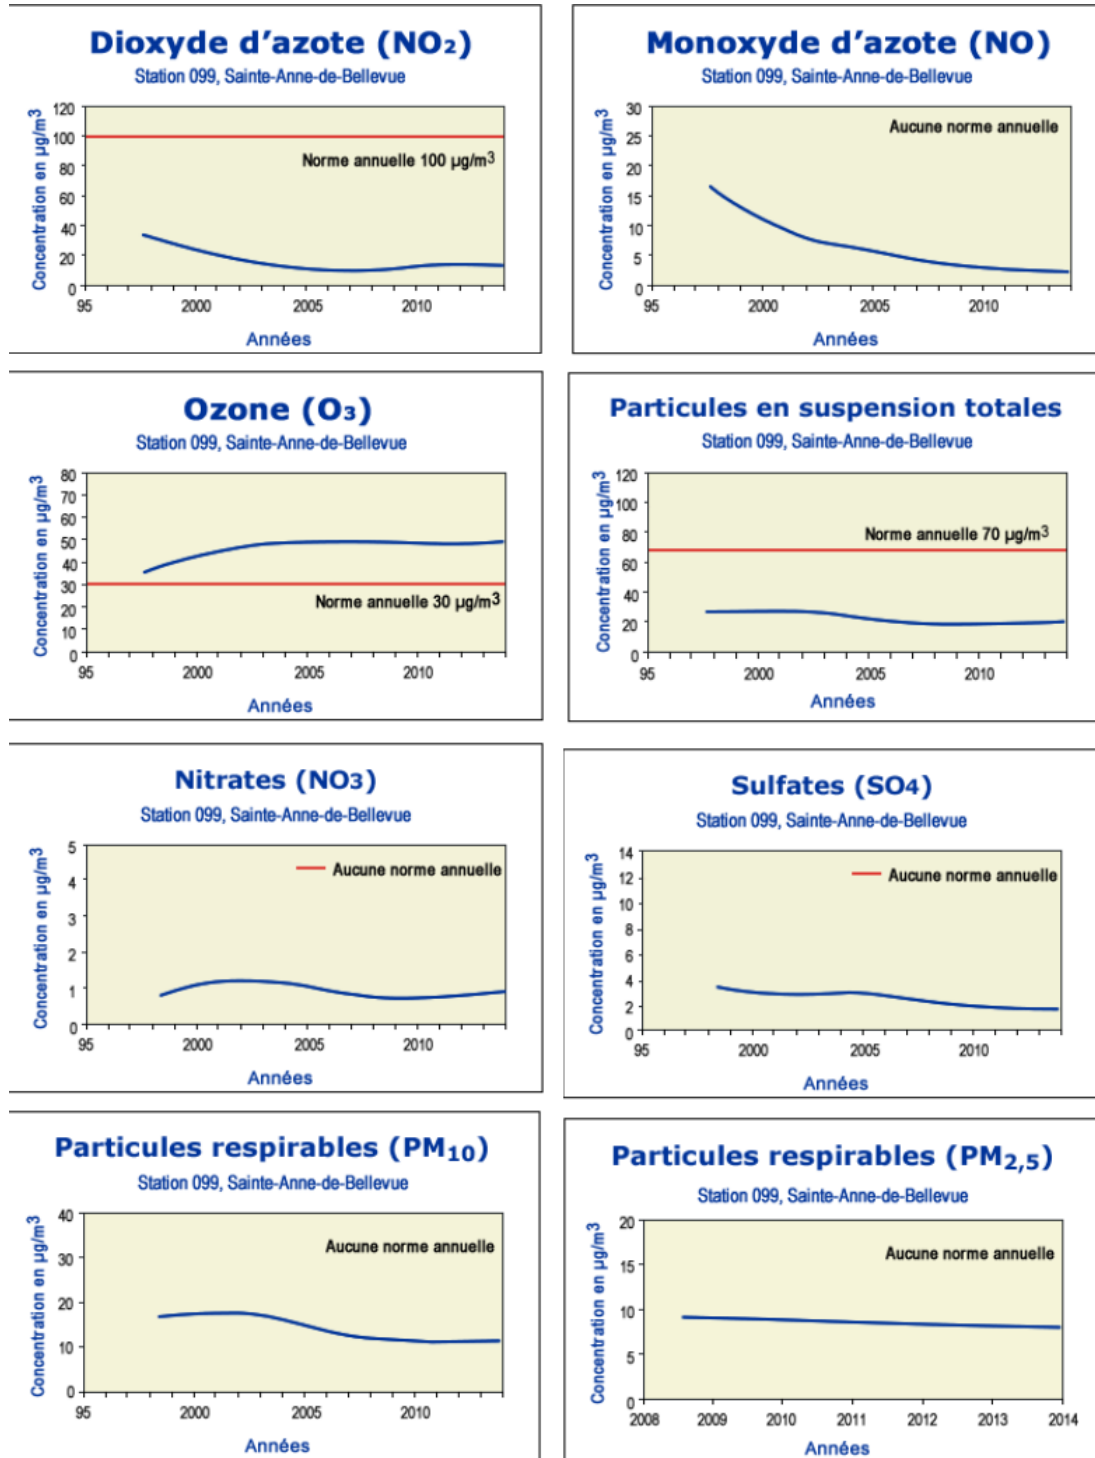 Dioxyde d'azote (NO₂)
Station 099, Sainte-Anne-de-Bellevue
Concentration en µg/m³
120
100
80
60
40
20
0
Norme annuelle 100 µg/m³
95 2000 2005 2010
Années
Monoxyde d'azote (NO)
Station 099, Sainte-Anne-de-Bellevue
Concentration en µg/m³
30
25
20
15
10
5
0
Aucune norme annuelle
95 2000 2005 2010
Années
Ozone (O₃)
Station 099, Sainte-Anne-de-Bellevue
Concentration en µg/m³
80
70
60
50
40
30
20
10
0
Norme annuelle 30 µg/m³
95 2000 2005 2010
Années
Particules en suspension totales
Station 099, Sainte-Anne-de-Bellevue
Concentration en µg/m³
120
100
80
60
40
20
0
Norme annuelle 70 µg/m³
95 2000 2005 2010
Années
Nitrates (NO3)
Station 099, Sainte-Anne-de-Bellevue
Concentration en µg/m³
5
4
3
2
1
0
Aucune norme annuelle
95 2000 2005 2010
Années
Sulfates (SO4)
Station 099, Sainte-Anne-de-Bellevue
Concentration en µg/m³
14
12
10
8
6
4
2
0
Aucune norme annuelle
95 2000 2005 2010
Années
Particules respirables (PM₁₀)
Station 099, Sainte-Anne-de-Bellevue
Concentration en µg/m³
40
30
20
10
0
Aucune norme annuelle
95 2000 2005 2010
Années
Particules respirables (PM₂,₅)
Station 099, Sainte-Anne-de-Bellevue
Concentration en µg/m³
20
15
10
5
0
Aucune norme annuelle
2008 2009 2010 2011 2012 2013 2014
Années